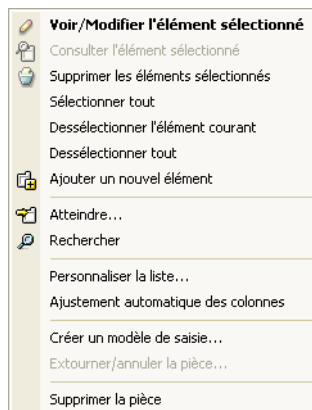 Voir/Modifier l'élément sélectionné
Consulter l'élément sélectionné
Supprimer les éléments sélectionnés
Sélectionner tout
Dessélectionner l'élément courant
Dessélectionner tout
Ajouter un nouvel élément
Atteindre...
Rechercher
Personnaliser la liste...
Ajustement automatique des colonnes
Créer un modèle de saisie...
Extourner/annuler la pièce...
Supprimer la pièce